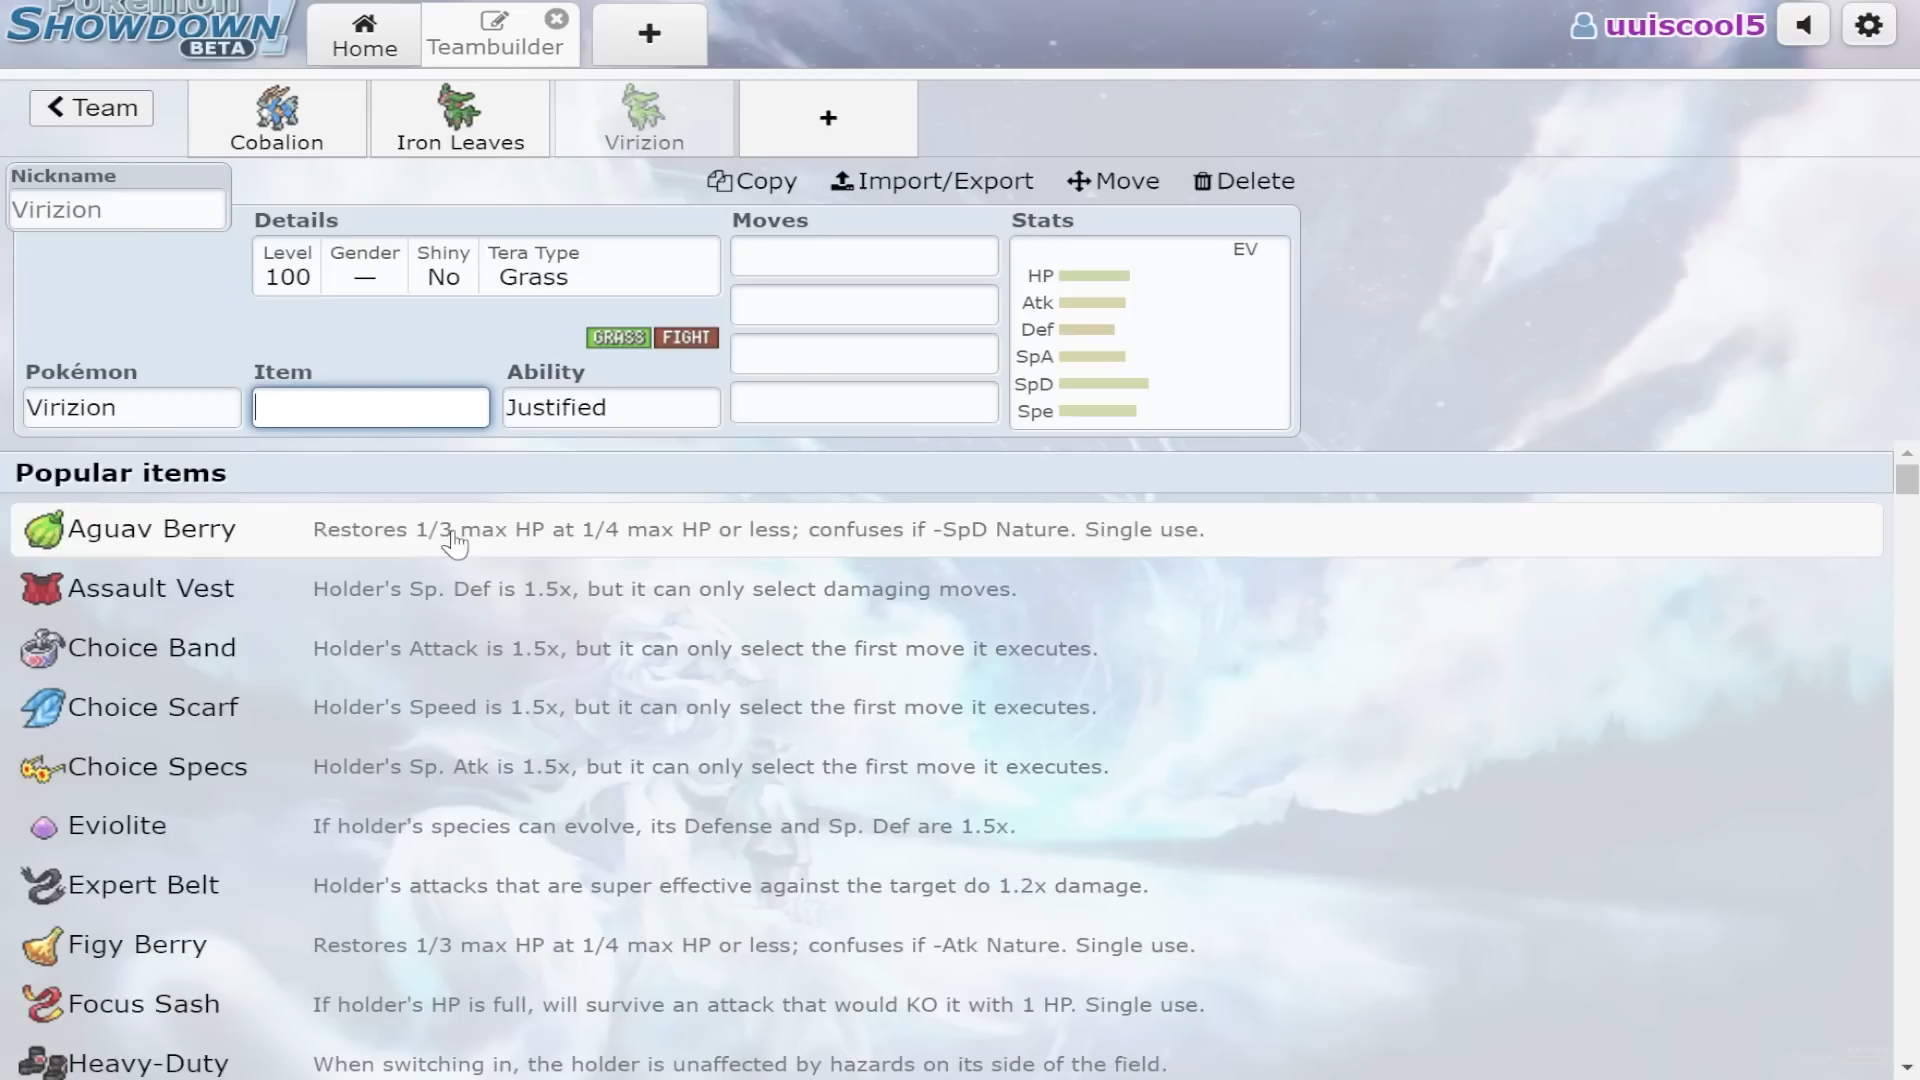 Pokémon
SHOWDOWN!
BETA
Home
Teambuilder
+
uuiscool5
Team
Cobalion
Iron Leaves
Virizion
+
Nickname
Virizion
Copy
Import/Export
Move
Delete
Details
Level
100
Gender
—
Shiny
No
Tera Type
Grass
GRASS FIGHT
Pokémon
Virizion
Item
Ability
Justified
Moves
Stats
EV
HP
Atk
Def
SpA
SpD
Spe
Popular items
Aguav Berry Restores 1/3 max HP at 1/4 max HP or less; confuses if -SpD Nature. Single use.
Assault Vest Holder's Sp. Def is 1.5x, but it can only select damaging moves.
Choice Band Holder's Attack is 1.5x, but it can only select the first move it executes.
Choice Scarf Holder's Speed is 1.5x, but it can only select the first move it executes.
Choice Specs Holder's Sp. Atk is 1.5x, but it can only select the first move it executes.
Eviolite If holder's species can evolve, its Defense and Sp. Def are 1.5x.
Expert Belt Holder's attacks that are super effective against the target do 1.2x damage.
Figy Berry Restores 1/3 max HP at 1/4 max HP or less; confuses if -Atk Nature. Single use.
Focus Sash If holder's HP is full, will survive an attack that would KO it with 1 HP. Single use.
Heavy-Duty When switching in, the holder is unaffected by hazards on its side of the field.